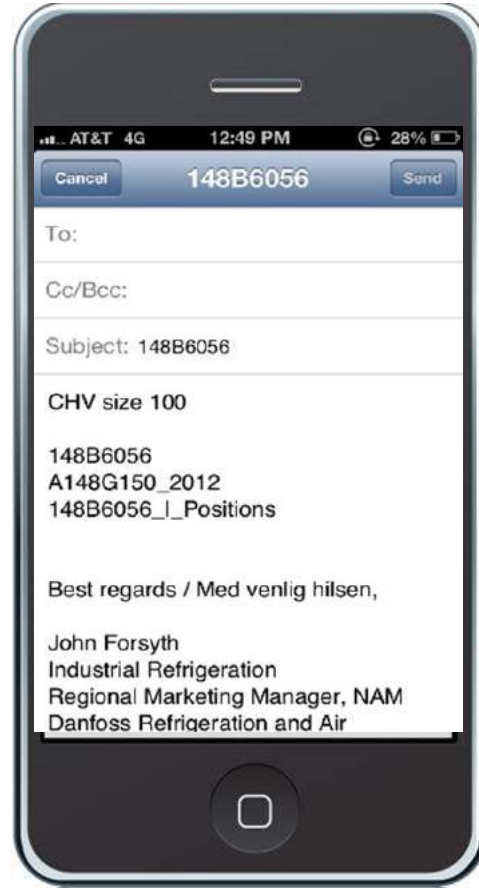 AT&T 4G 12:49 PM 28%
Cancel 148B6056 Send
To:
Cc/Bcc:
Subject: 148B6056
CHV size 100
148B6056
A148G150_2012
148B6056_I_Positions
Best regards / Med venlig hilsen,
John Forsyth
Industrial Refrigeration
Regional Marketing Manager, NAM
Danfoss Refrigeration and Air